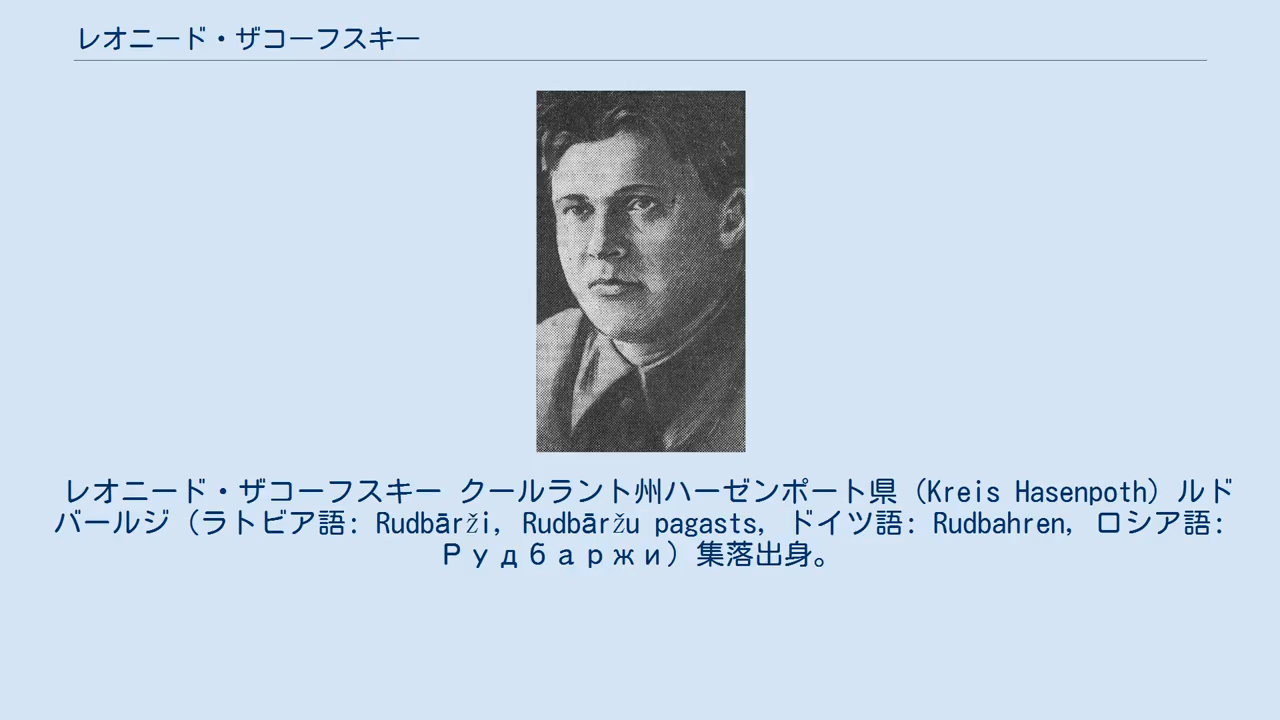 レオニード・ザコーフスキー
レオニード・ザコーフスキー クールラント州ハーゼンポート県（Kreis Hasenpoth）ルド
バールジ（ラトビア語: Rudbārži, Rudbāržu pagasts, ドイツ語: Rudbahren, ロシア語:
Рудбаржи）集落出身。